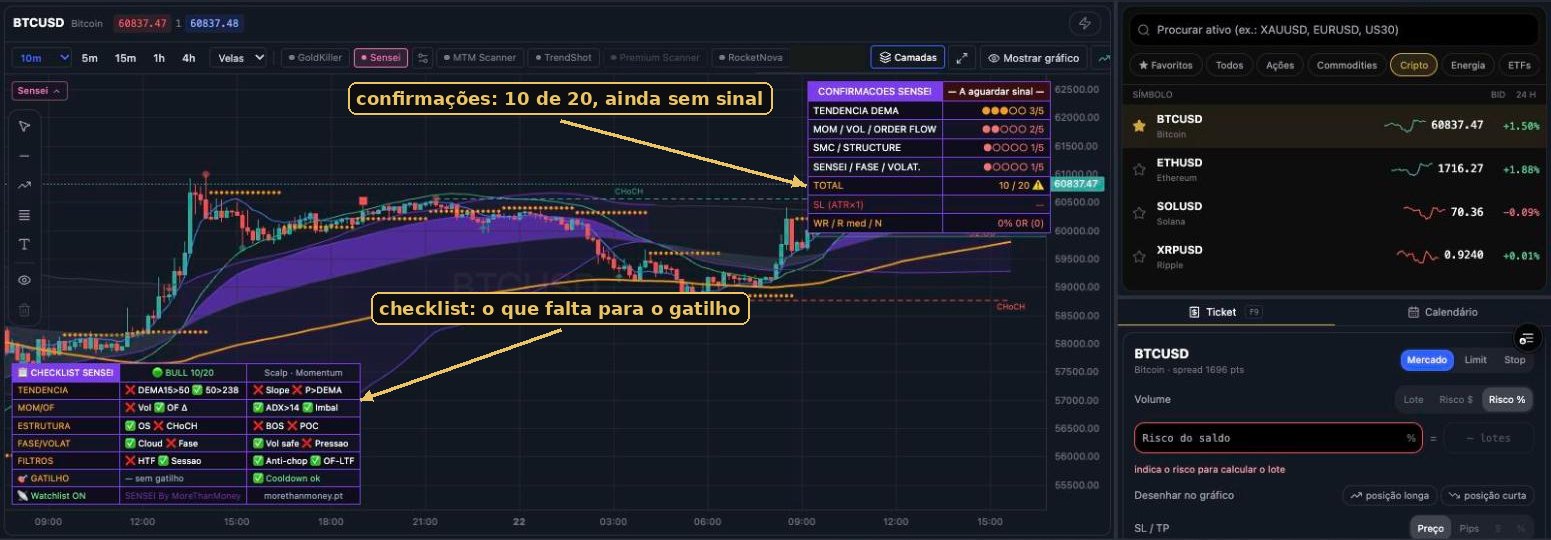 BTCUSD Bitcoin 60837.47 1 60837.48
10m 5m 15m 1h 4h Velas GoldKiller Sensei MTM Scanner TrendShot Premium Scanner RocketNova Camadas Mostrar gráfico
Sensei
confirmações: 10 de 20, ainda sem sinal
CONFIRMACOES SENSEI — A aguardar sinal —
TENDENCIA DEMA 3/5
MOM / VOL / ORDER FLOW 2/5
SMC / STRUCTURE 1/5
SENSEI / FASE / VOLAT. 1/5
TOTAL 10 / 20 ⚠
SL (ATR×1) —
WR / R med / N 0% 0R (0)
CHoCH
BTCUSD
CHoCH
checklist: o que falta para o gatilho
CHECKLIST SENSEI BULL 10/20 Scalp · Momentum
TENDENCIA ❌ DEMA15>50 ✅ 50>238 ❌ Slope ❌ P>DEMA
MOM/OF ❌ Vol ✅ OF Δ ✅ ADX>14 ✅ Imbal
ESTRUTURA ✅ OS ❌ CHoCH ❌ BOS ❌ POC
FASE/VOLAT ✅ Cloud ❌ Fase ✅ Vol safe ❌ Pressao
FILTROS ❌ HTF ✅ Sessao ✅ Anti-chop ✅ OF-LTF
GATILHO — sem gatilho ✅ Cooldown ok
Watchlist ON SENSEI By MoreThanMoney morethanmoney.pt
62500.00
62000.00
61500.00
61000.00
60837.47
60500.00
60000.00
59500.00
59000.00
58500.00
58000.00
57500.00
57000.00
56500.00
56000.00
55500.00
09:00 12:00 15:00 18:00 21:00 22 03:00 06:00 09:00 12:00 15:00
Procurar ativo (ex.: XAUUSD, EURUSD, US30)
★ Favoritos Todos Ações Commodities Cripto Energia ETFs
SÍMBOLO BID 24 H
BTCUSD 60837.47 +1.50%
Bitcoin
ETHUSD 1716.27 +1.88%
Ethereum
SOLUSD 70.36 -0.09%
Solana
XRPUSD 0.9240 +0.01%
Ripple
Ticket F9 Calendário
BTCUSD
Bitcoin · spread 1696 pts
Mercado Limit Stop
Volume Lote Risco $ Risco %
Risco do saldo % = — lotes
indica o risco para calcular o lote
Desenhar no gráfico posição longa posição curta
SL / TP Preço Pips $ %